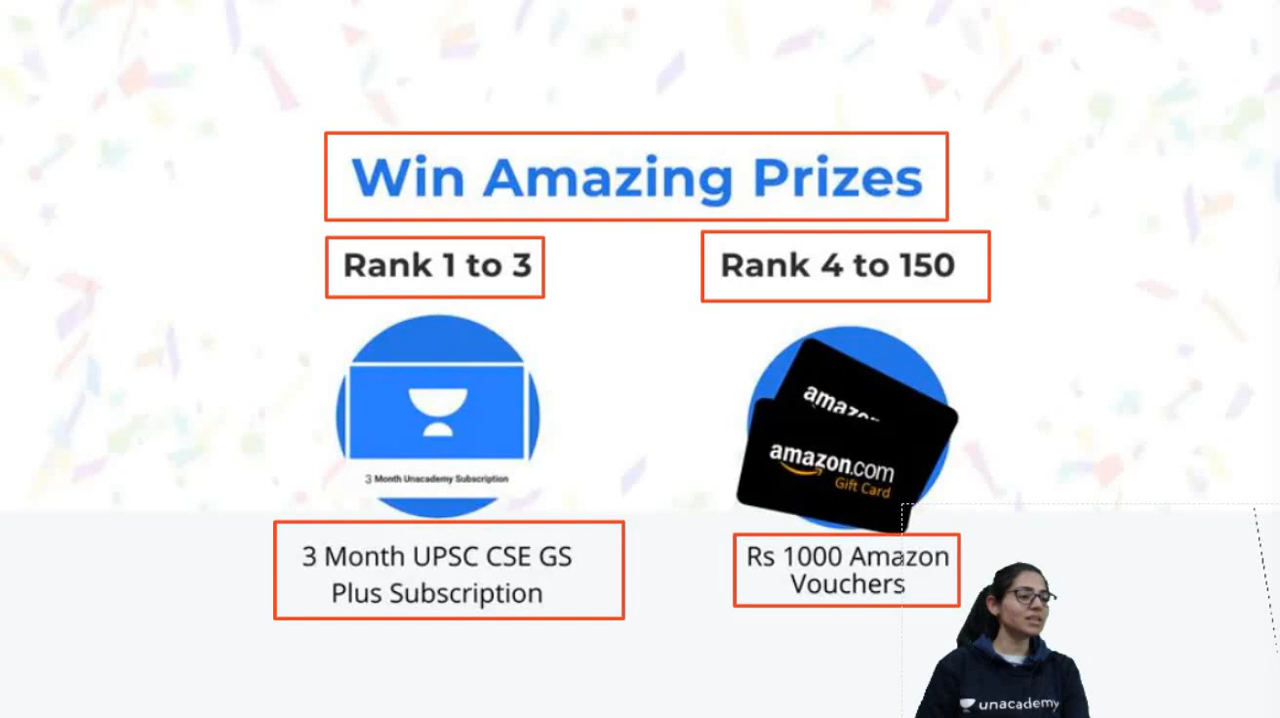 Win Amazing Prizes
Rank 1 to 3
Rank 4 to 150
amazon
amazon.com
Gift Card
3 Month Unacademy Subscription
3 Month UPSC CSE GS
Plus Subscription
Rs 1000 Amazon
Vouchers
unacademy